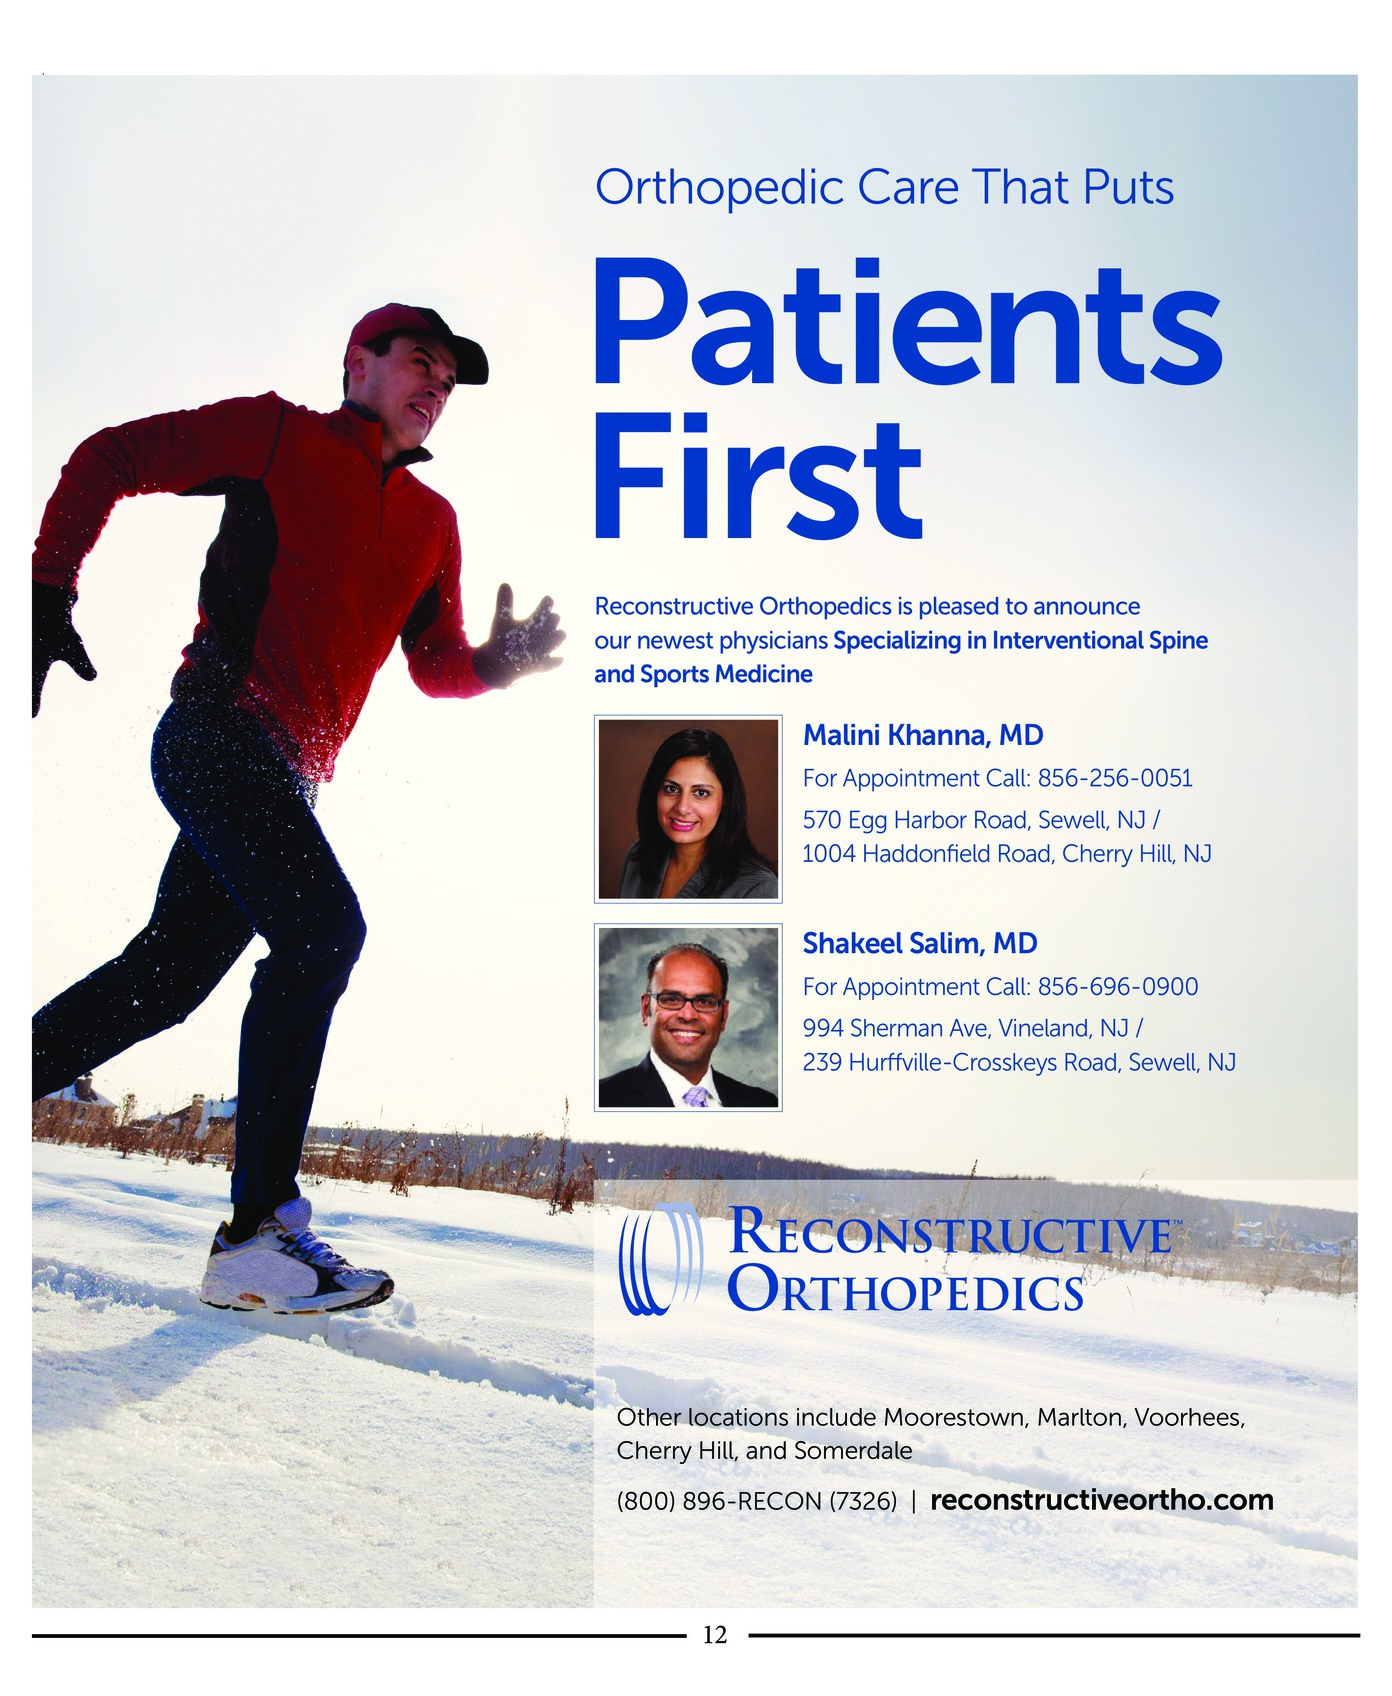 Orthopedic Care That Puts
Patients
First
Reconstructive Orthopedics is pleased to announce
our newest physicians Specializing in Interventional Spine
and Sports Medicine
Malini Khanna, MD
For Appointment Call: 856-256-0051
570 Egg Harbor Road, Sewell, NJ /
1004 Haddonfield Road, Cherry Hill, NJ
Shakeel Salim, MD
For Appointment Call: 856-696-0900
994 Sherman Ave, Vineland, NJ /
239 Hurffville-Crosskeys Road, Sewell, NJ
RECONSTRUCTIVE™
ORTHOPEDICS
Other locations include Moorestown, Marlton, Voorhees,
Cherry Hill, and Somerdale
(800) 896-RECON (7326) | reconstructiveortho.com
12